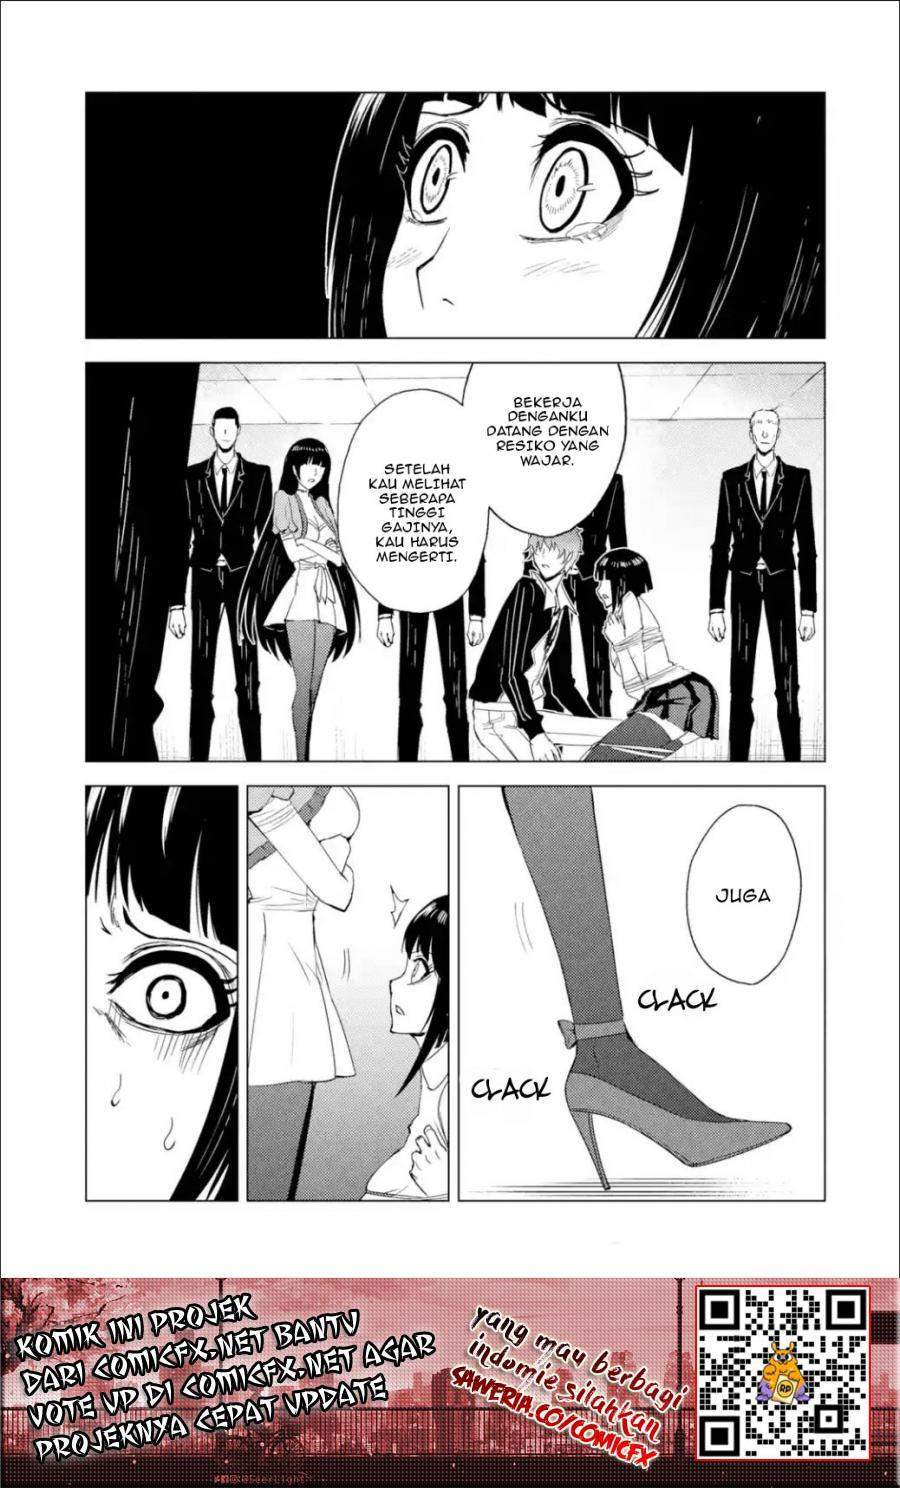 BEKERJA
DENGANKU
DATANG DENGAN
RESIKO YANG
WAJAR.
SETELAH
KAU MELIHAT
SEBERAPA
TINGGI
GAJINYA,
KAU HARUS
MENGERTI.
JUGA
CLACK
CLACK
KOMIK INI PROJEK
DARI COMICFX.NET BANTU
VOTE UP DI COMICFX.NET AGAR
PROJEKNYA CEPAT UPDATE
yang mau berbagi
indomie silahkan
SAWERIA.CO/COMICFX
RP
@SeerLight